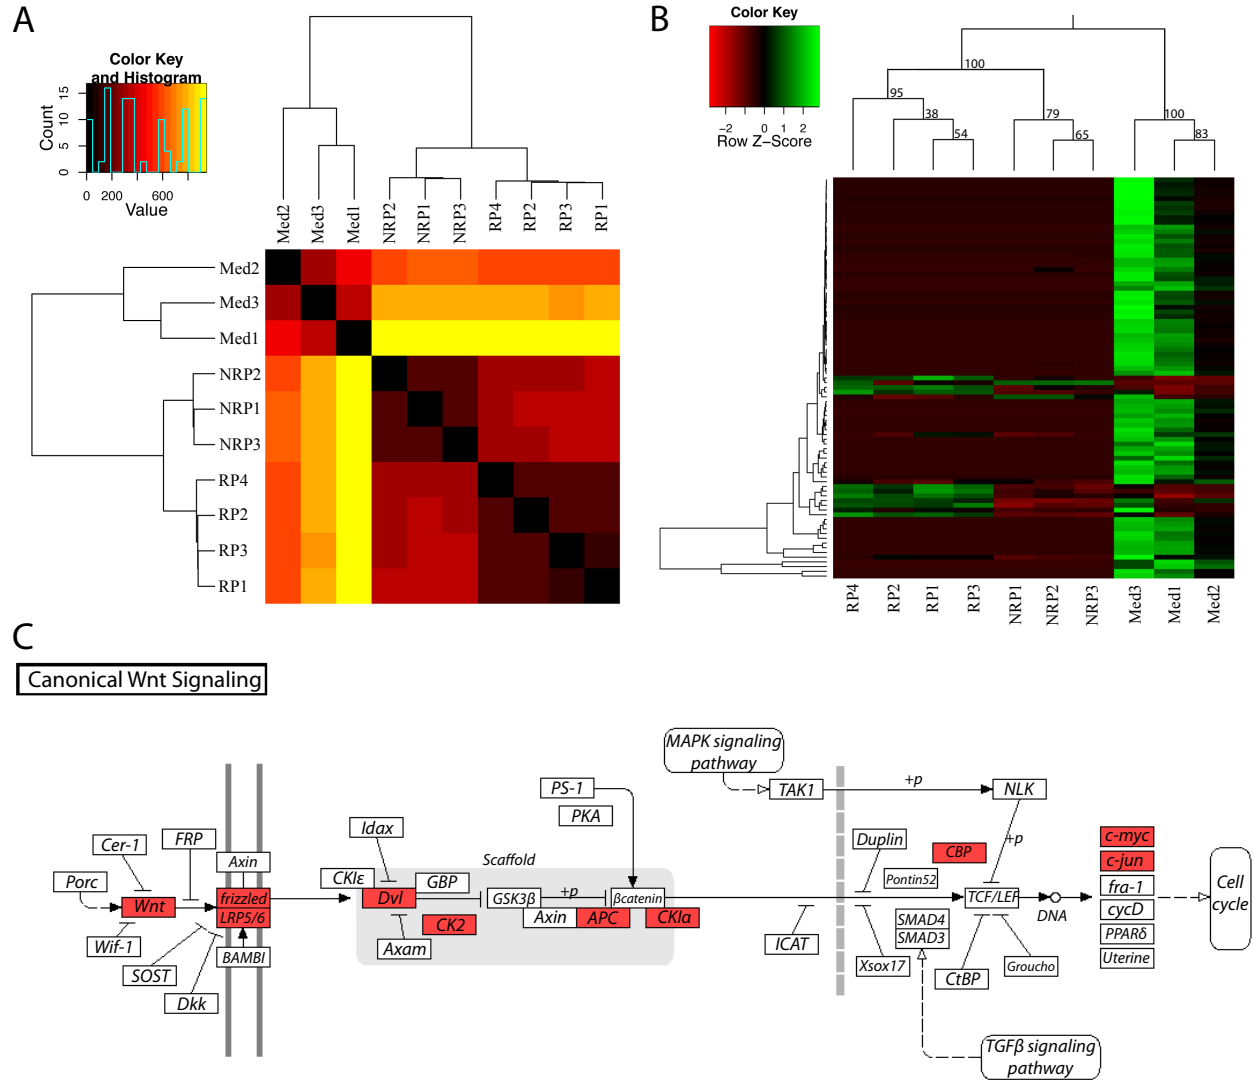 A
Color Key
and Histogram
Count
15
10
5
0
0 200 600
Value
Med2
Med3
Med1
NRP2
NRP1
NRP3
RP4
RP2
RP3
RP1
Med2
Med3
Med1
NRP2
NRP1
NRP3
RP4
RP2
RP3
RP1
B
Color Key
−2 0 2
Row Z−Score
100
95
38
54
79
65
100
83
RP4
RP2
RP1
RP3
NRP1
NRP2
NRP3
Med3
Med1
Med2
C
Canonical Wnt Signaling
MAPK signaling
pathway
TAK1
+p
NLK
+p
PS-1
PKA
Idax
Scaffold
Cer-1
FRP
Porc
Wnt
Wif-1
SOST
Dkk
Axin
frizzled
LRP5/6
BAMBI
CKIε
Dvl
GBP
CK2
Axam
GSK3β
+p
βcatenin
Axin
APC
CKIα
ICAT
Duplin
CBP
Pontin52
SMAD4
SMAD3
Xsox17
TCF/LEF
CtBP
Groucho
DNA
c-myc
c-jun
fra-1
cycD
PPARδ
Uterine
Cell
cycle
TGFβ signaling
pathway